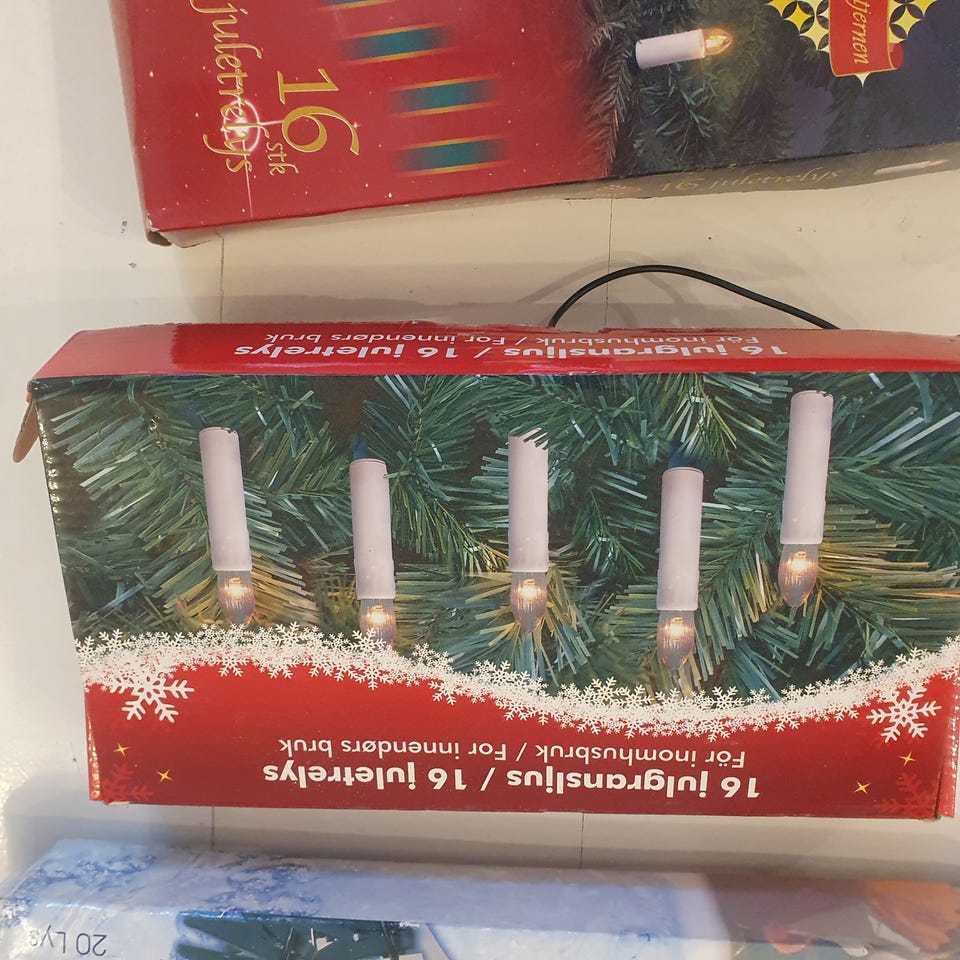 16 stk
juletrelys
tjernen
16 juletrelys
16 julgransljus / 16 juletrelys
För inomhusbruk / For innendørs bruk
16 julgransljus / 16 juletrelys
För inomhusbruk / For innendørs bruk
20 Lys